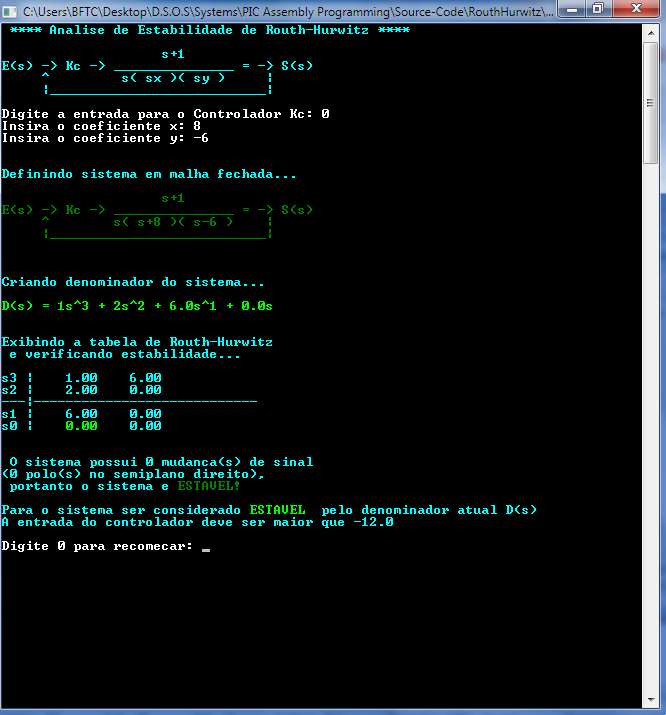 C:\Users\BFTC\Desktop\D.S.O.S\Systems\PIC Assembly Programming\Source-Code\RouthHurwitz\...
**** Analise de Estabilidade de Routh-Hurwitz ****
s+1
E(s) -> Kc -> _______________ = -> S(s)
^ s( sx )( sy ) |
|___________________________|
Digite a entrada para o Controlador Kc: 0
Insira o coeficiente x: 8
Insira o coeficiente y: -6
Definindo sistema em malha fechada...
s+1
E(s) -> Kc -> _______________ = -> S(s)
^ s( s+8 )( s-6 ) |
|___________________________|
Criando denominador do sistema...
D(s) = 1s^3 + 2s^2 + 6.0s^1 + 0.0s
Exibindo a tabela de Routh-Hurwitz
e verificando estabilidade...
s3 | 1.00 6.00
s2 | 2.00 0.00
---|----------------------------
s1 | 6.00 0.00
s0 | 0.00 0.00
O sistema possui 0 mudanca(s) de sinal
(0 polo(s) no semiplano direito),
portanto o sistema e ESTAVEL!
Para o sistema ser considerado ESTAVEL pelo denominador atual D(s)
A entrada do controlador deve ser maior que -12.0
Digite 0 para recomecar: _